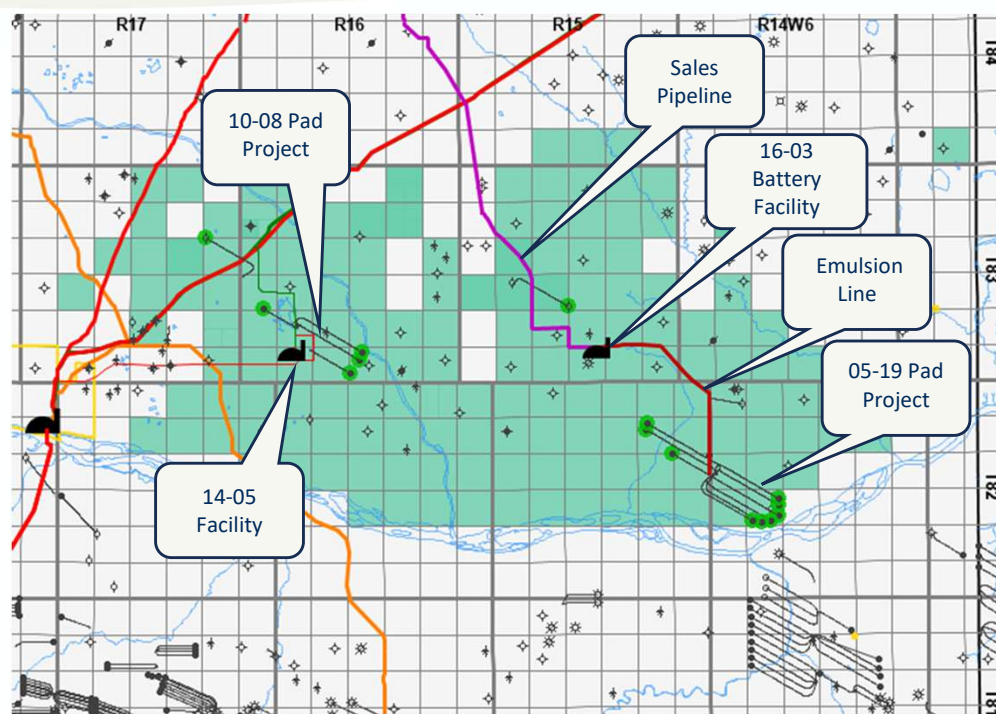 R17
R16
R15
R14W6
T84
Sales
Pipeline
10-08 Pad
Project
16-03
Battery
Facility
Emulsion
Line
T83
05-19 Pad
Project
14-05
Facility
T82
T81